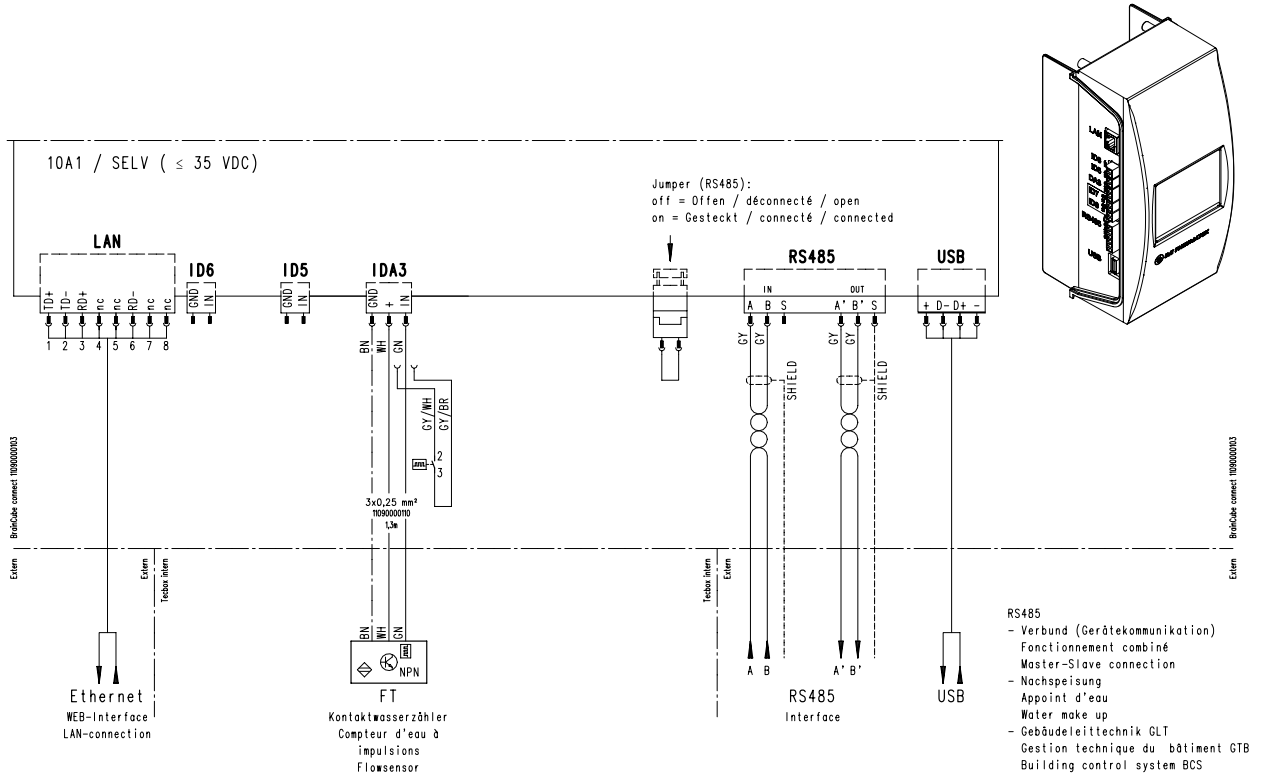 10A1 / SELV ( ≤ 35 VDC)
Jumper (RS485):
off = Offen / déconnecté / open
on = Gesteckt / connecté / connected
LAN
ID6
ID5
IDA3
RS485
USB
TD+ TD- RD+ nc nc RD- nc nc
GND IN
GND IN
GND + IN
IN OUT
A B S A' B' S
+ D- D+ -
1 2 3 4 5 6 7 8
BN WH GN
GY GY GY GY
SHIELD SHIELD
GY/WH
GY/BR
2
3
3x0,25 mm²
11090000110
1,3m
BrainCube connect 11090000103
BrainCube connect 11090000103
Extern
Extern
Tecbox intern
Tecbox intern
Extern
Extern
BN WH GN
NPN
A B A' B'
Ethernet
WEB-Interface
LAN-connection
FT
Kontaktwasserzähler
Compteur d'eau à
impulsions
Flowsensor
RS485
Interface
USB
RS485
- Verbund (Gerätekommunikation)
Fonctionnement combiné
Master-Slave connection
- Nachspeisung
Appoint d'eau
Water make up
- Gebäudeleittechnik GLT
Gestion technique du bâtiment GTB
Building control system BCS
LAN
RS485
USB